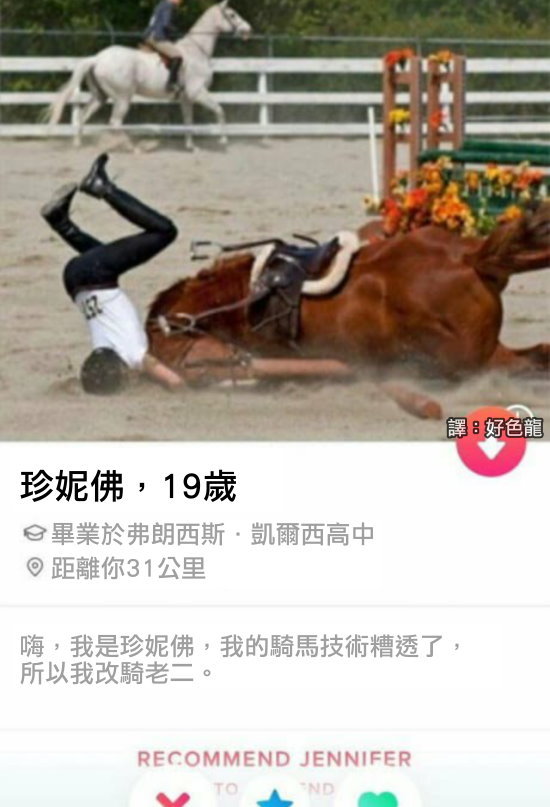 譯：好色龍
珍妮佛，19歲
畢業於弗朗西斯．凱爾西高中
距離你31公里
嗨，我是珍妮佛，我的騎馬技術糟透了，
所以我改騎老二。
RECOMMEND JENNIFER
TO
ND